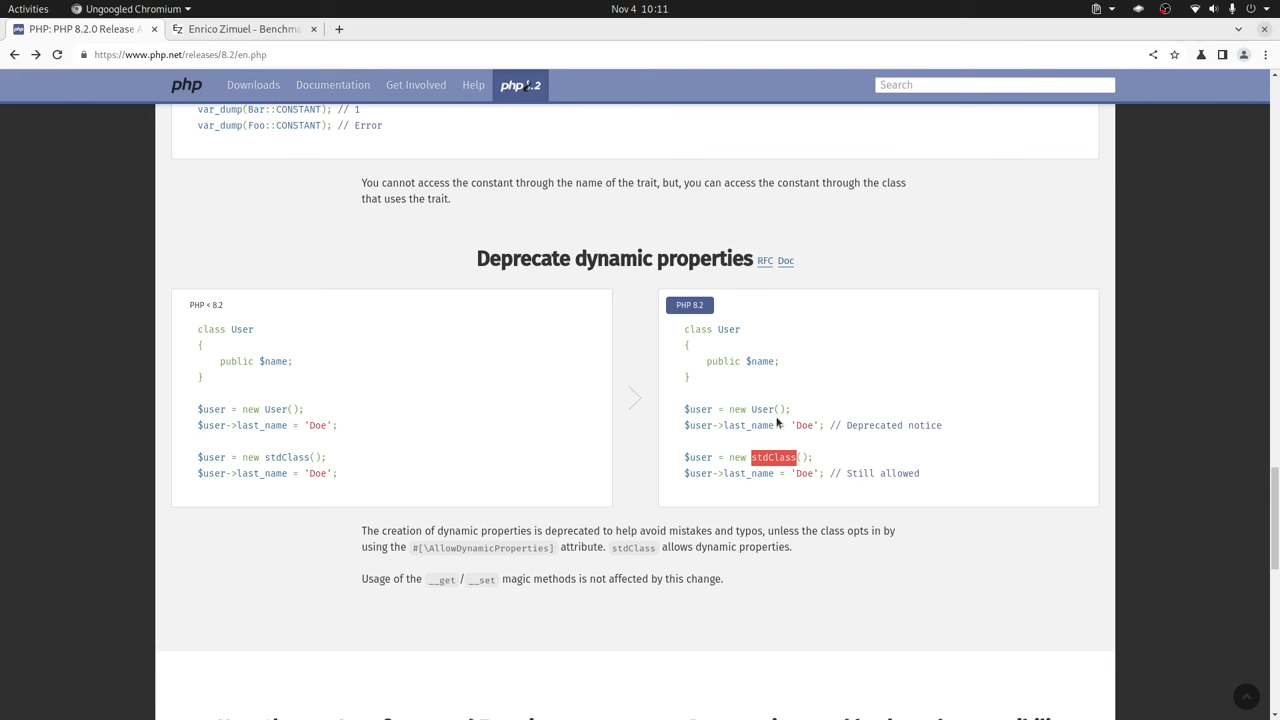 Activities
Ungoogled Chromium
Nov 4 10:11
PHP: PHP 8.2.0 Release A
Enrico Zimuel - Benchma
https://www.php.net/releases/8.2/en.php
php
Downloads
Documentation
Get Involved
Help
php8.2
Search
var_dump(Bar::CONSTANT); // 1
var_dump(Foo::CONSTANT); // Error
You cannot access the constant through the name of the trait, but, you can access the constant through the class
that uses the trait.
Deprecate dynamic properties RFC Doc
PHP < 8.2
class User
{
public $name;
}
$user = new User();
$user->last_name = 'Doe';
$user = new stdClass();
$user->last_name = 'Doe';
PHP 8.2
class User
{
public $name;
}
$user = new User();
$user->last_name = 'Doe'; // Deprecated notice
$user = new stdClass();
$user->last_name = 'Doe'; // Still allowed
The creation of dynamic properties is deprecated to help avoid mistakes and typos, unless the class opts in by
using the #[\AllowDynamicProperties] attribute. stdClass allows dynamic properties.
Usage of the __get/__set magic methods is not affected by this change.